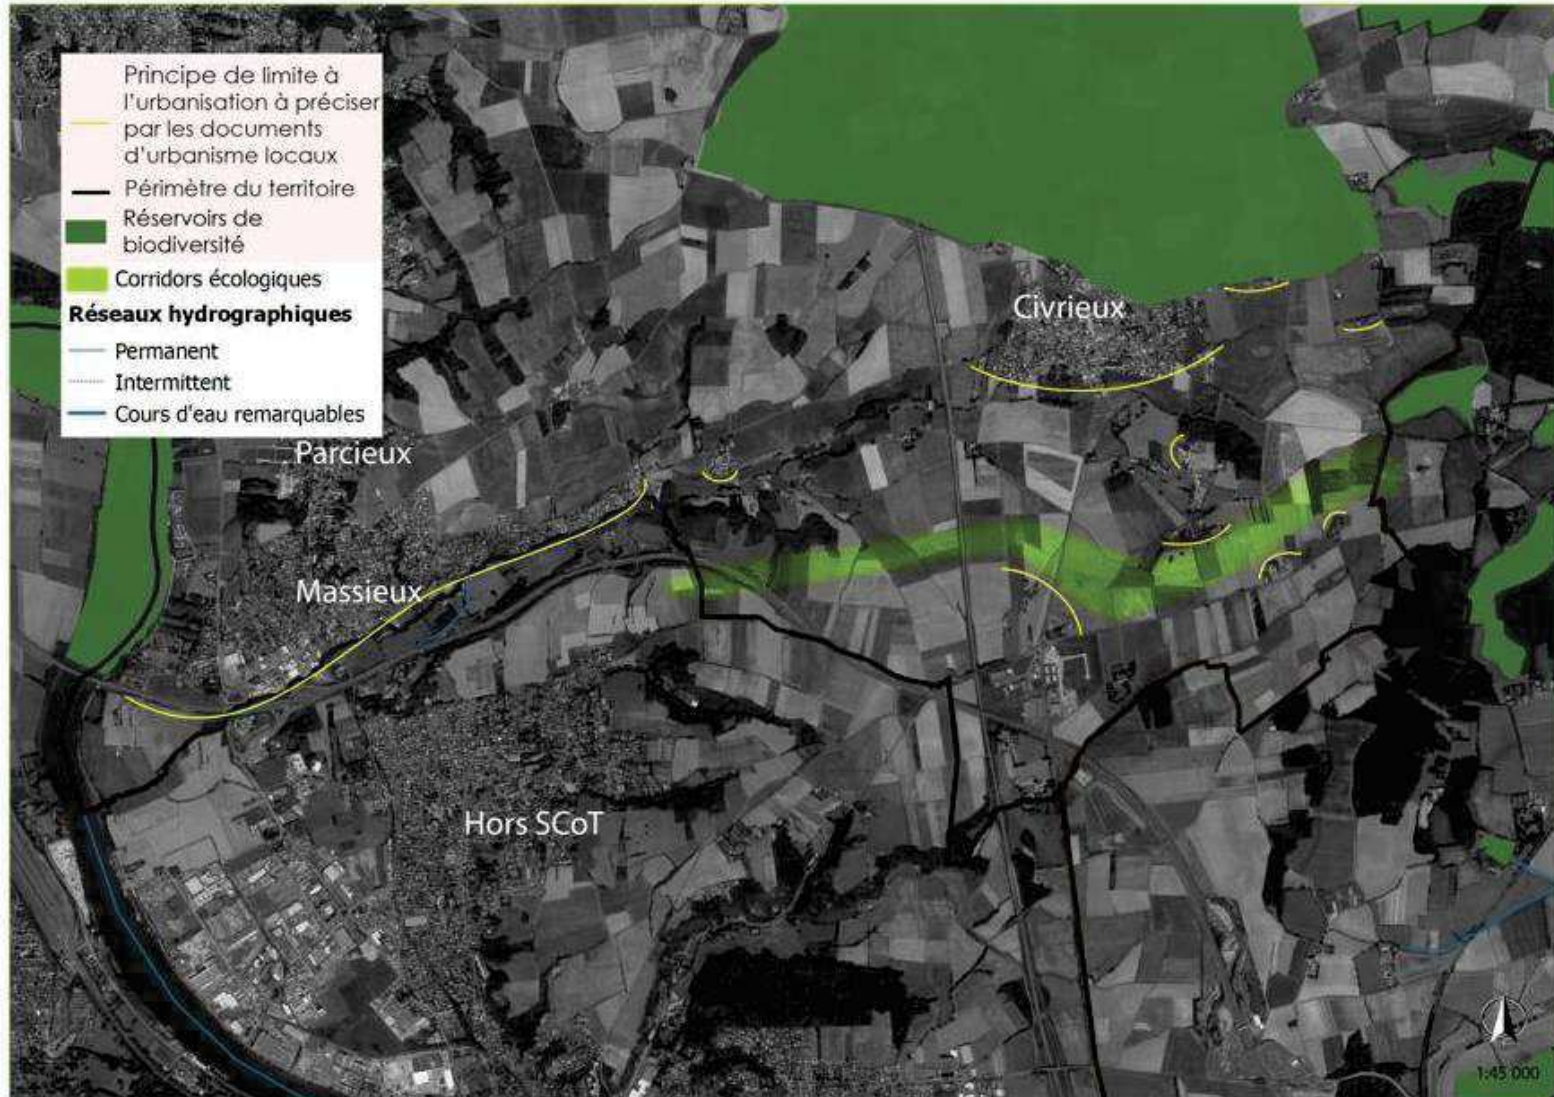 Principe de limite à
l'urbanisation à préciser
par les documents
d'urbanisme locaux
Périmètre du territoire
Réservoirs de
biodiversité
Corridors écologiques
Réseaux hydrographiques
Permanent
Intermittent
Cours d'eau remarquables
Civrieux
Parcieux
Massieux
Hors SCoT
1:45 000